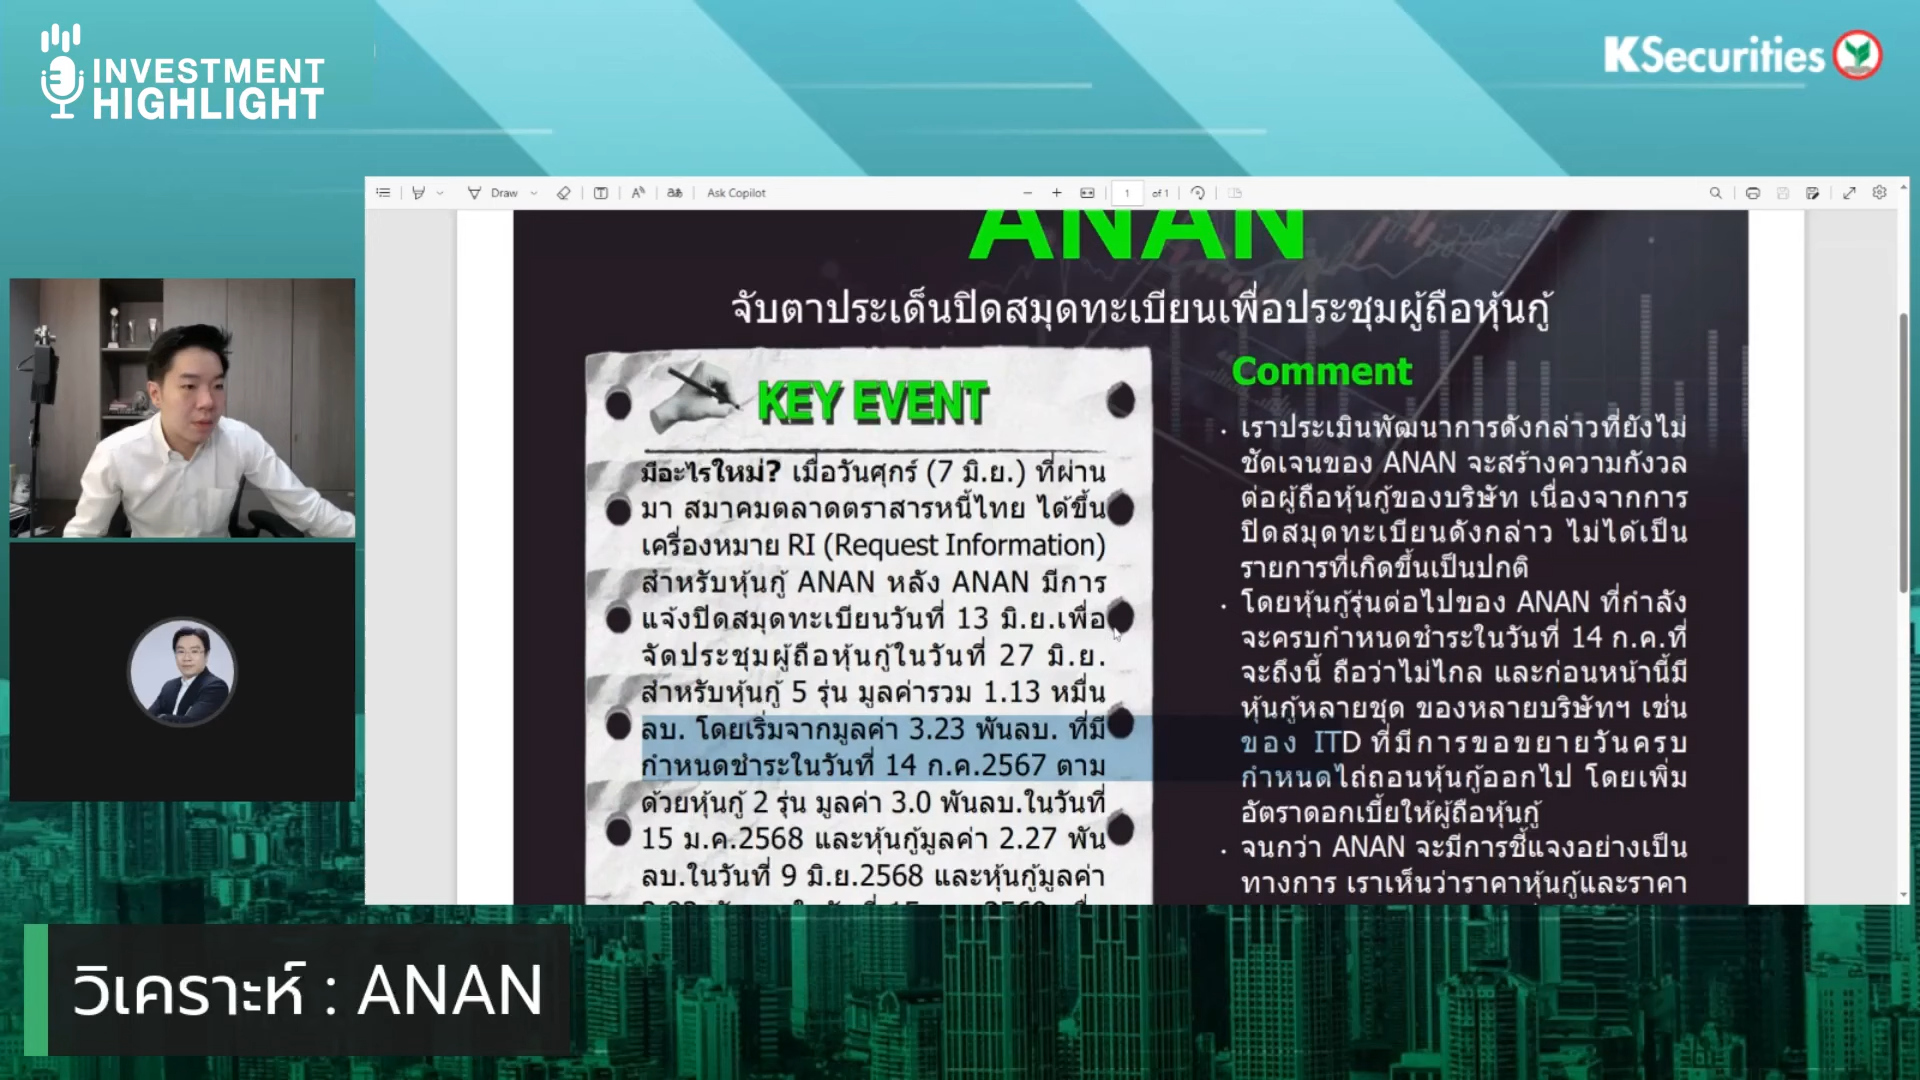 INVESTMENT
HIGHLIGHT
KSecurities
Draw
Ask Copilot
1
of 1
ANAN
จับตาประเด็นปิดสมุดทะเบียนเพื่อประชุมผู้ถือหุ้นกู้
KEY EVENT
มีอะไรใหม่? เมื่อวันศุกร์ (7 มิ.ย.) ที่ผ่าน
มา สมาคมตลาดตราสารหนี้ไทย ได้ขึ้น
เครื่องหมาย RI (Request Information)
สำหรับหุ้นกู้ ANAN หลัง ANAN มีการ
แจ้งปิดสมุดทะเบียนวันที่ 13 มิ.ย.เพื่อ
จัดประชุมผู้ถือหุ้นกู้ในวันที่ 27 มิ.ย.
สำหรับหุ้นกู้ 5 รุ่น มูลค่ารวม 1.13 หมื่น
ลบ. โดยเริ่มจากมูลค่า 3.23 พันลบ. ที่มี
กำหนดชำระในวันที่ 14 ก.ค.2567 ตาม
ด้วยหุ้นกู้ 2 รุ่น มูลค่า 3.0 พันลบ.ในวันที่
15 ม.ค.2568 และหุ้นกู้มูลค่า 2.27 พัน
ลบ.ในวันที่ 9 มิ.ย.2568 และหุ้นกู้มูลค่า
Comment
• เราประเมินพัฒนาการดังกล่าวที่ยังไม่
ชัดเจนของ ANAN จะสร้างความกังวล
ต่อผู้ถือหุ้นกู้ของบริษัท เนื่องจากการ
ปิดสมุดทะเบียนดังกล่าว ไม่ได้เป็น
รายการที่เกิดขึ้นเป็นปกติ
• โดยหุ้นกู้รุ่นต่อไปของ ANAN ที่กำลัง
จะครบกำหนดชำระในวันที่ 14 ก.ค.ที่
จะถึงนี้ ถือว่าไม่ไกล และก่อนหน้านี้มี
หุ้นกู้หลายชุด ของหลายบริษัทฯ เช่น
ของ ITD ที่มีการขอขยายวันครบ
กำหนดไถ่ถอนหุ้นกู้ออกไป โดยเพิ่ม
อัตราดอกเบี้ยให้ผู้ถือหุ้นกู้
• จนกว่า ANAN จะมีการชี้แจงอย่างเป็น
ทางการ เราเห็นว่าราคาหุ้นกู้และราคา
วิเคราะห์ : ANAN